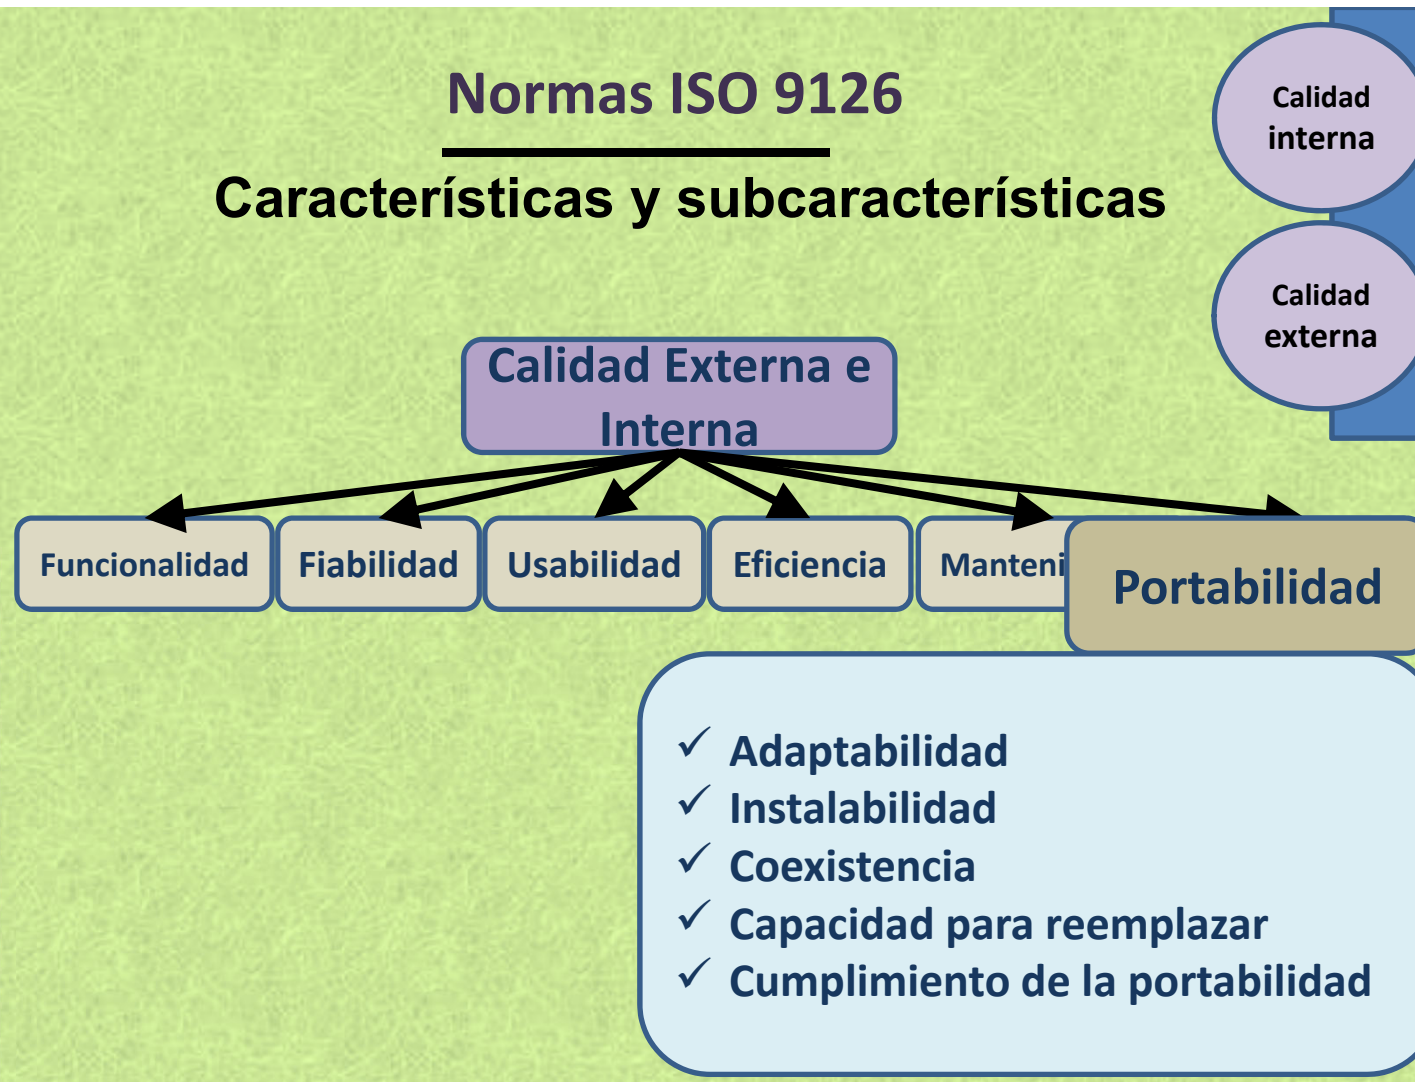 Normas ISO 9126
Características y subcaracterísticas
Calidad
interna
Calidad
externa
Calidad Externa e
Interna
Funcionalidad
Fiabilidad
Usabilidad
Eficiencia
Manteni
Portabilidad
✓ Adaptabilidad
✓ Instalabilidad
✓ Coexistencia
✓ Capacidad para reemplazar
✓ Cumplimiento de la portabilidad